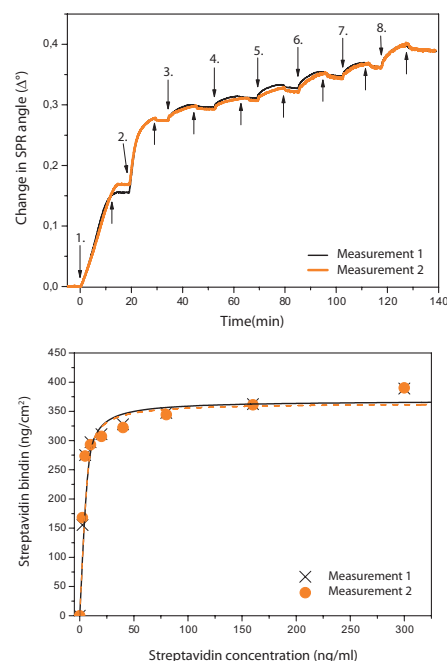 Change in SPR angle (Δ°)
0,4
0,3
0,2
0,1
0,0
1.
2.
3.
4.
5.
6.
7.
8.
Measurement 1
Measurement 2
0 20 40 60 80 100 120 140
Time(min)
Streptavidin bindin (ng/cm²)
450
400
350
300
250
200
150
100
50
0
Measurement 1
Measurement 2
0 50 100 150 200 250 300
Streptavidin concentration (ng/ml)